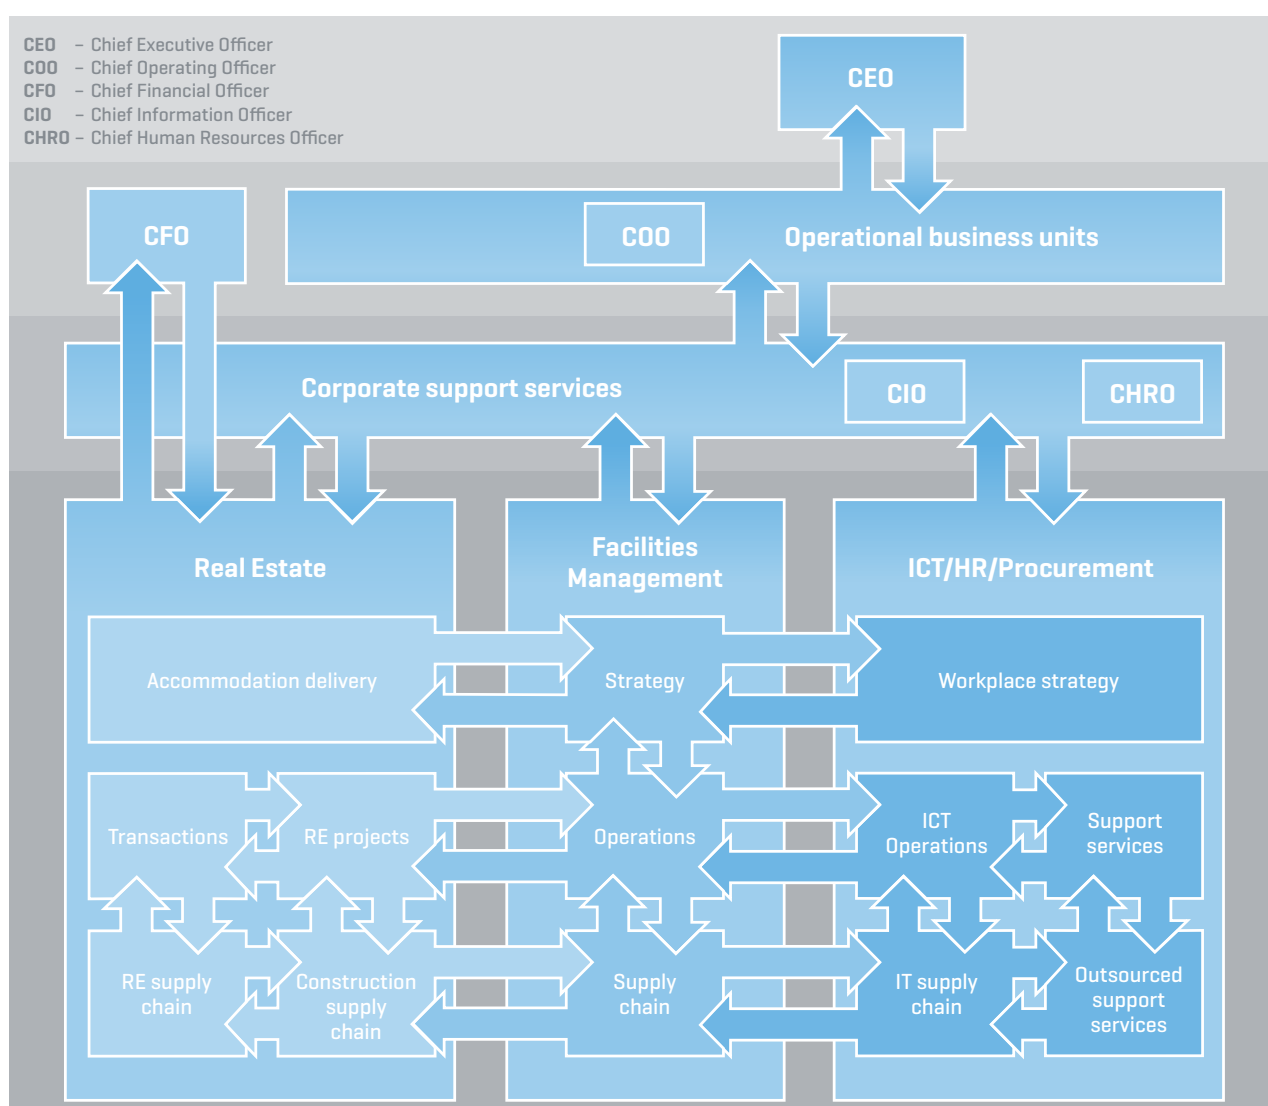 CEO – Chief Executive Officer
COO – Chief Operating Officer
CFO – Chief Financial Officer
CIO – Chief Information Officer
CHRO – Chief Human Resources Officer
CEO
CFO
COO
Operational business units
Corporate support services
CIO
CHRO
Real Estate
Facilities
Management
ICT/HR/Procurement
Accommodation delivery
Strategy
Workplace strategy
Transactions
RE projects
Operations
ICT
Operations
Support
services
RE supply
chain
Construction
supply
chain
Supply
chain
IT supply
chain
Outsourced
support
services